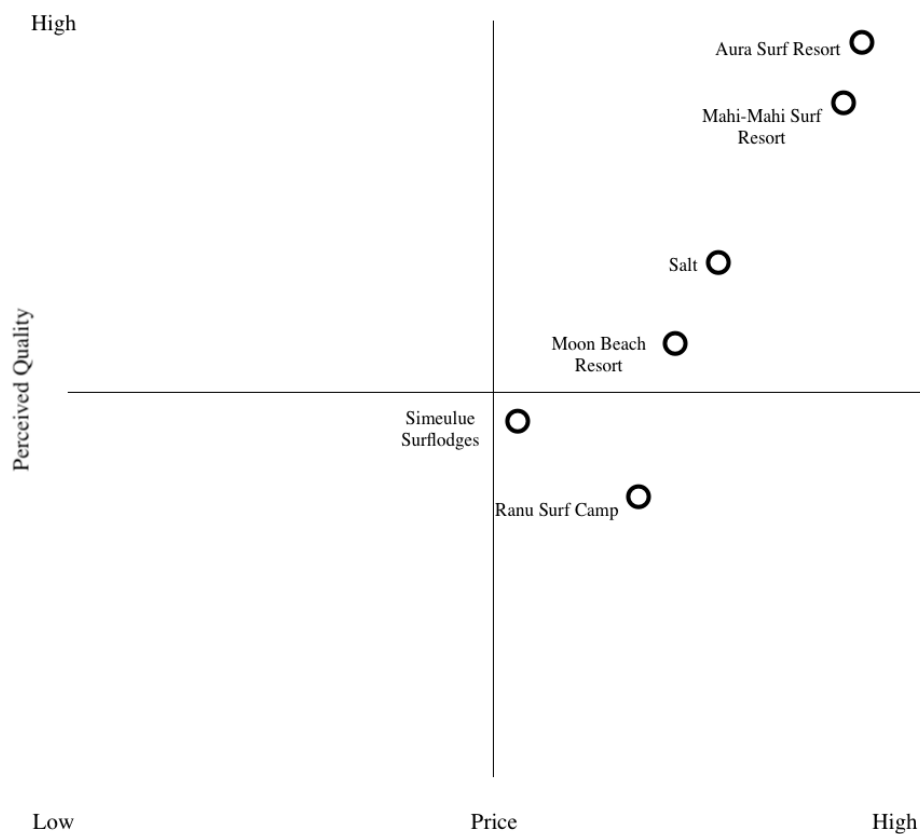 High
Aura Surf Resort
Mahi-Mahi Surf
Resort
Salt
Moon Beach
Resort
Perceived Quality
Simeulue
Surflodges
Ranu Surf Camp
Low
Price
High